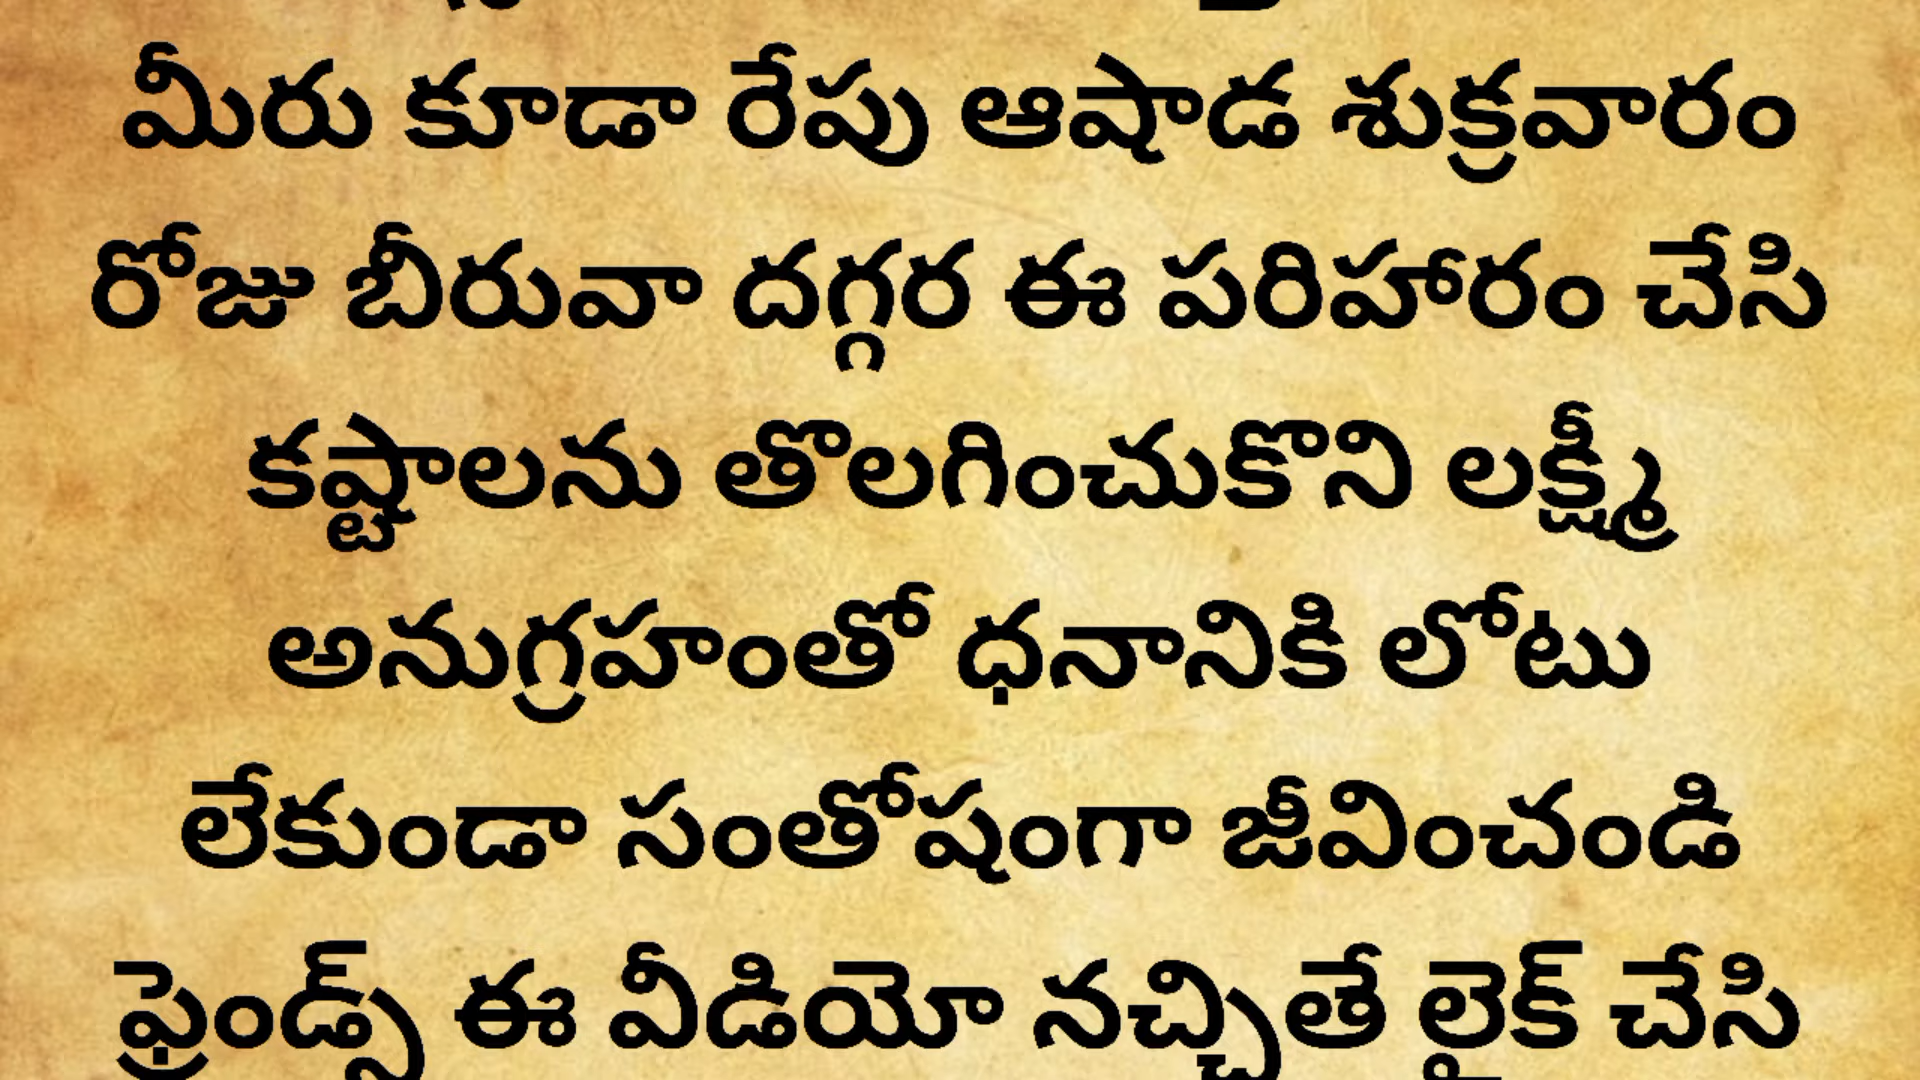 మీరు కూడా రేపు ఆషాడ శుక్రవారం
రోజు బీరువా దగ్గర ఈ పరిహారం చేసి
కష్టాలను తొలగించుకొని లక్ష్మీ
అనుగ్రహంతో ధనానికి లోటు
లేకుండా సంతోషంగా జీవించండి
ఫ్రెండ్స్ ఈ వీడియో నచ్చితే లైక్ చేసి